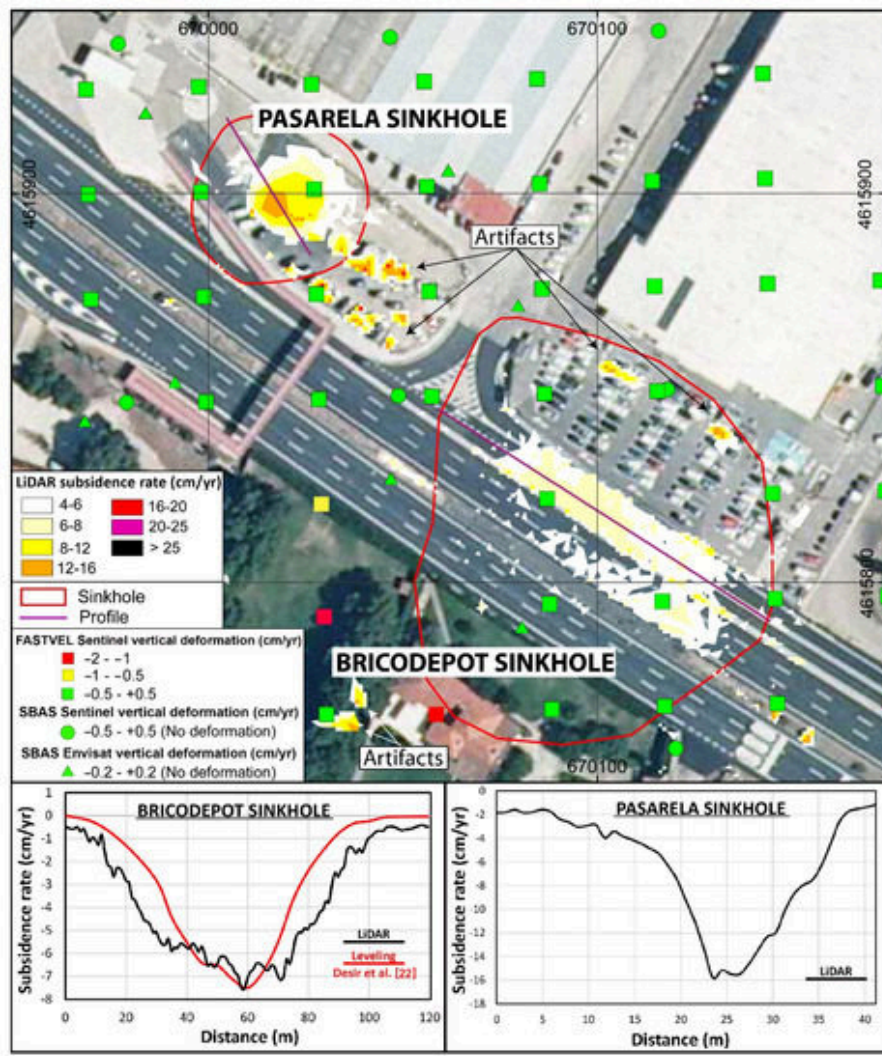 670000
670100
PASARELA SINKHOLE
4615900
4615900
Artifacts
LiDAR subsidence rate (cm/yr)
4-6
16-20
6-8
20-25
8-12
> 25
12-16
Sinkhole
Profile
4615800
FASTVEL Sentinel vertical deformation (cm/yr)
−2 - −1
−1 - −0.5
−0.5 - +0.5
SBAS Sentinel vertical deformation (cm/yr)
−0.5 - +0.5 (No deformation)
SBAS Envisat vertical deformation (cm/yr)
−0.2 - +0.2 (No deformation)
BRICODEPOT SINKHOLE
Artifacts
670100
BRICODEPOT SINKHOLE
Subsidence rate (cm/yr)
1
0
-1
-2
-3
-4
-5
-6
-7
-8
LiDAR
Leveling
Desir et al. [22]
0 20 40 60 80 100 120
Distance (m)
PASARELA SINKHOLE
Subsidence rate (cm/yr)
0
-2
-4
-6
-8
-10
-12
-14
-16
-18
LiDAR
0 5 10 15 20 25 30 35 40
Distance (m)